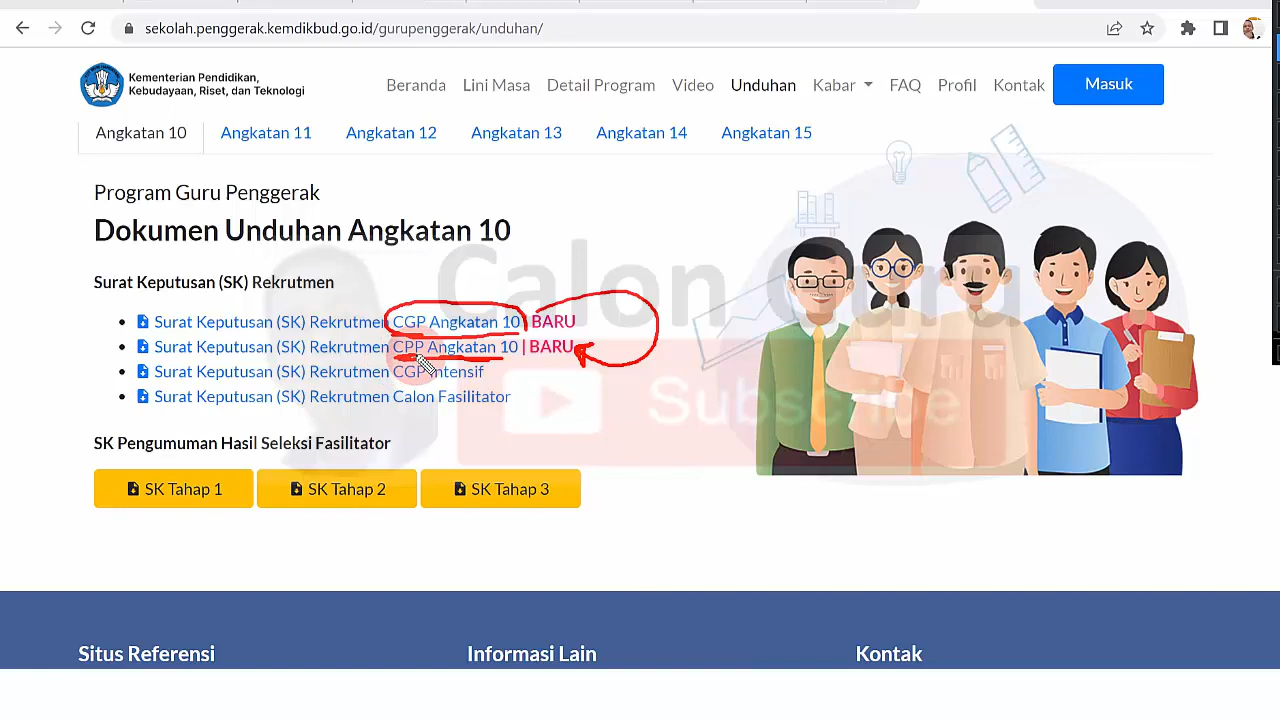 sekolah.penggerak.kemdikbud.go.id/gurupenggerak/unduhan/
Kementerian Pendidikan,
Kebudayaan, Riset, dan Teknologi
Beranda Lini Masa Detail Program Video Unduhan Kabar FAQ Profil Kontak Masuk
Angkatan 10 Angkatan 11 Angkatan 12 Angkatan 13 Angkatan 14 Angkatan 15
Program Guru Penggerak
Dokumen Unduhan Angkatan 10
Calon Guru
Surat Keputusan (SK) Rekrutmen
Surat Keputusan (SK) Rekrutmen CGP Angkatan 10 | BARU
Surat Keputusan (SK) Rekrutmen CPP Angkatan 10 | BARU
Surat Keputusan (SK) Rekrutmen CGP Intensif
Surat Keputusan (SK) Rekrutmen Calon Fasilitator
Subscribe
SK Pengumuman Hasil Seleksi Fasilitator
SK Tahap 1 SK Tahap 2 SK Tahap 3
Situs Referensi Informasi Lain Kontak